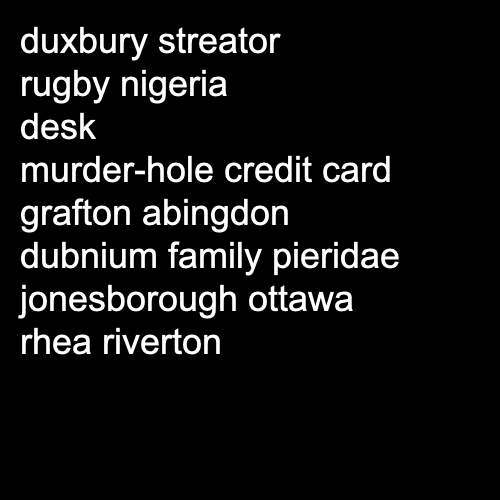 duxbury streator
rugby nigeria
desk
murder-hole credit card
grafton abingdon
dubnium family pieridae
jonesborough ottawa
rhea riverton